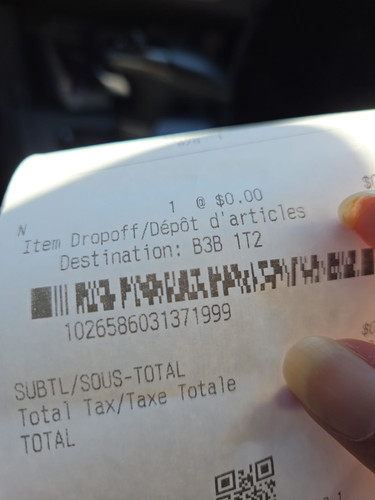 N
1 @ $0.00
Item Dropoff/Dépôt d'articles
Destination: B3B 1T2
1026586031371999
SUBTL/SOUS-TOTAL
Total Tax/Taxe Totale
TOTAL